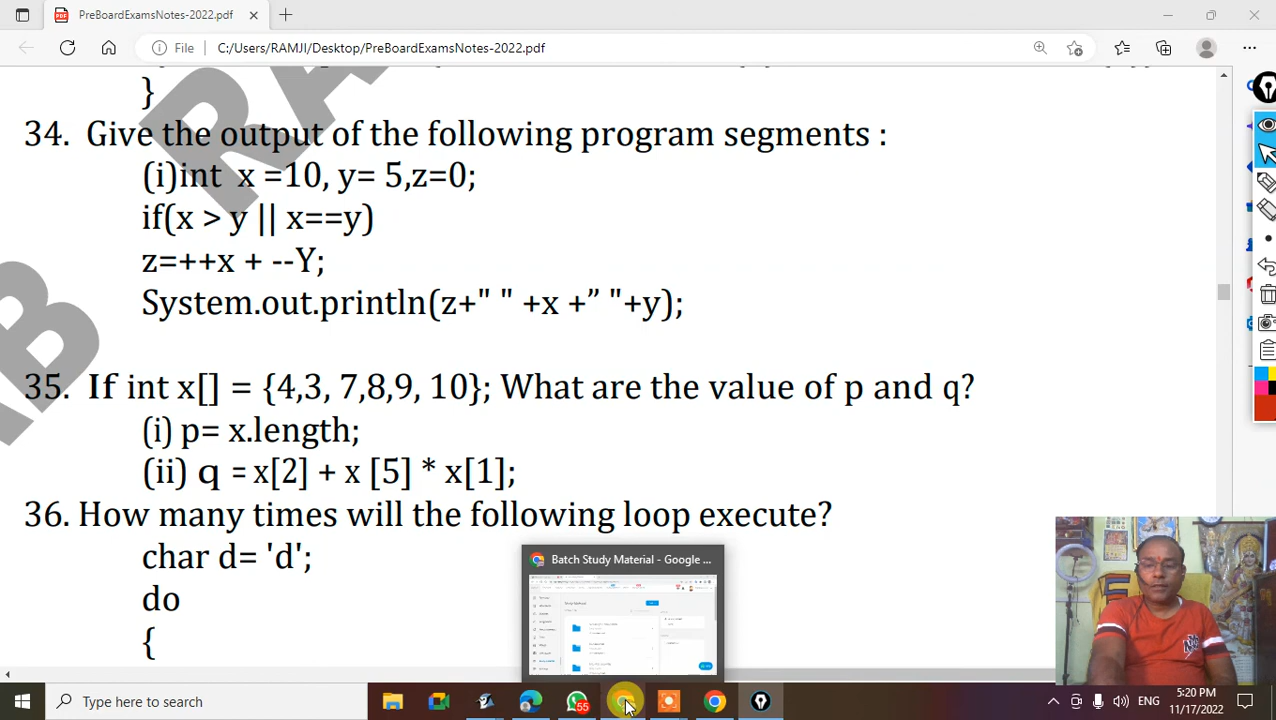 PreBoardExamsNotes-2022.pdf
File C:/Users/RAMJI/Desktop/PreBoardExamsNotes-2022.pdf
}
34. Give the output of the following program segments :
(i)int x =10, y= 5,z=0;
if(x > y || x==y)
z=++x + --Y;
System.out.println(z+" " +x +” "+y);
35. If int x[] = {4,3, 7,8,9, 10}; What are the value of p and q?
(i) p= x.length;
(ii) q = x[2] + x [5] * x[1];
36. How many times will the following loop execute?
char d= 'd';
do
{
Batch Study Material - Google ...
Type here to search
55
ENG
5:20 PM
11/17/2022